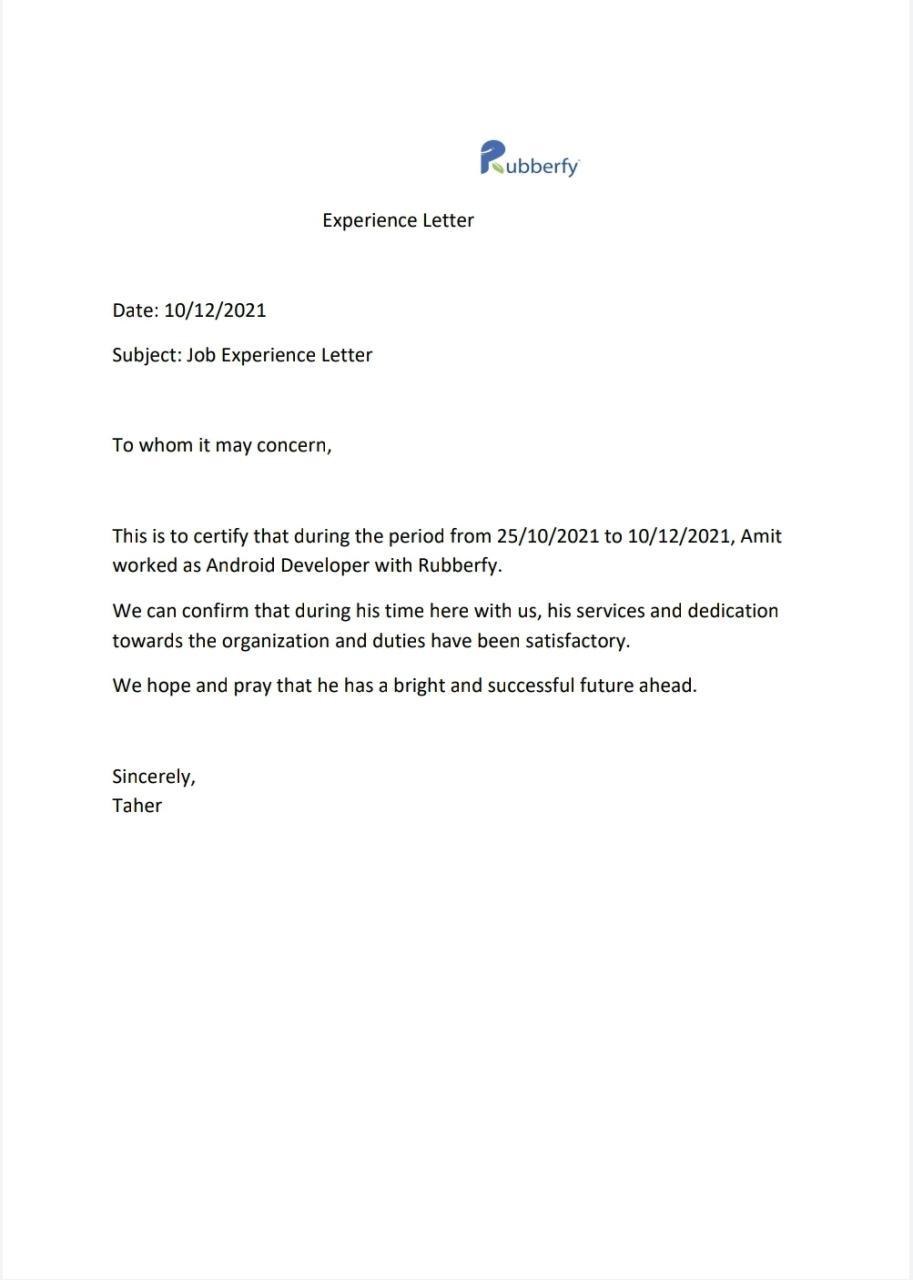 Rubberfy
Experience Letter
Date: 10/12/2021
Subject: Job Experience Letter
To whom it may concern,
This is to certify that during the period from 25/10/2021 to 10/12/2021, Amit
worked as Android Developer with Rubberfy.
We can confirm that during his time here with us, his services and dedication
towards the organization and duties have been satisfactory.
We hope and pray that he has a bright and successful future ahead.
Sincerely,
Taher